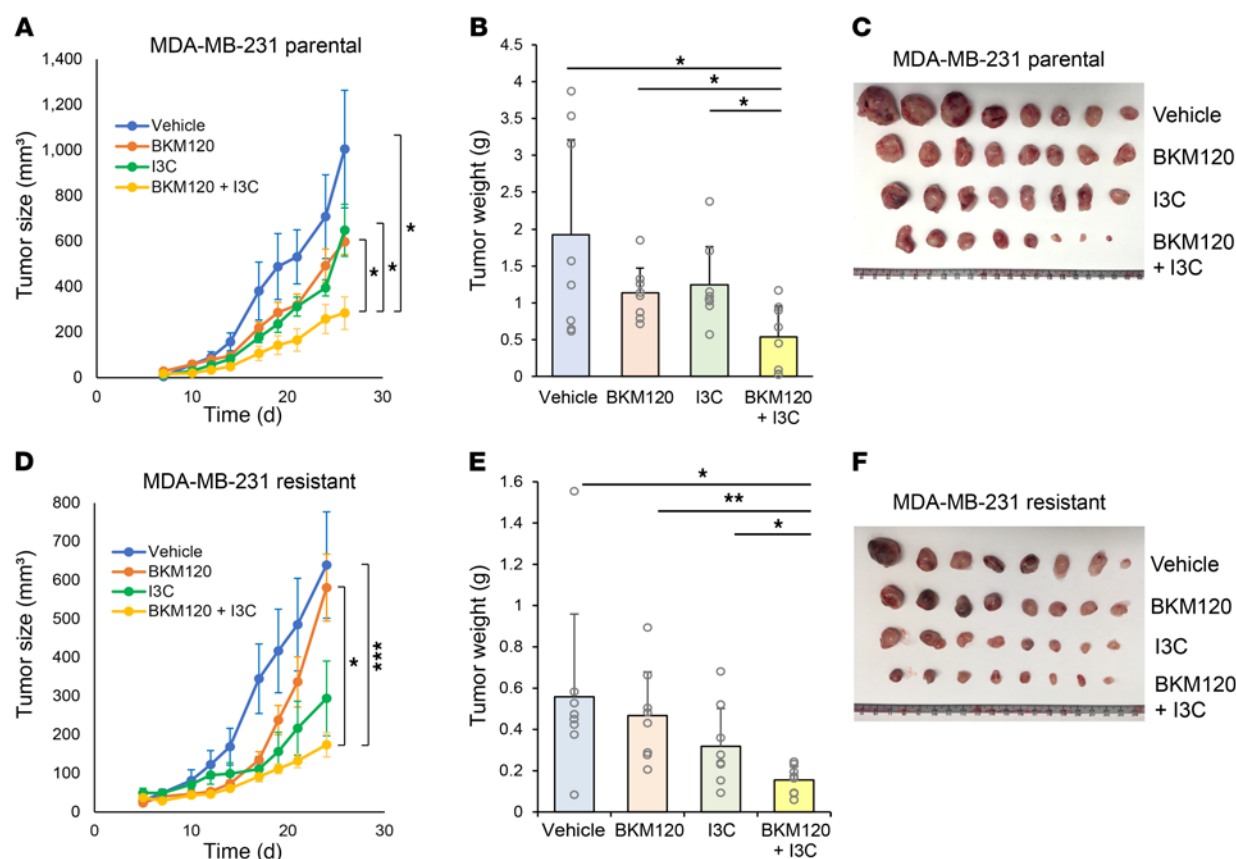 A
MDA-MB-231 parental
Tumor size (mm³)
1,400
1,200
1,000
800
600
400
200
0
Vehicle
BKM120
I3C
BKM120 + I3C
*
*
*
0
10
20
30
Time (d)
B
Tumor weight (g)
4.5
4
3.5
3
2.5
2
1.5
1
0.5
0
*
*
*
Vehicle
BKM120
I3C
BKM120
+ I3C
C
MDA-MB-231 parental
Vehicle
BKM120
I3C
BKM120
+ I3C
D
MDA-MB-231 resistant
Tumor size (mm³)
800
700
600
500
400
300
200
100
0
Vehicle
BKM120
I3C
BKM120 + I3C
*
***
0
10
20
30
Time (d)
E
Tumor weight (g)
1.6
1.4
1.2
1
0.8
0.6
0.4
0.2
0
*
**
*
Vehicle
BKM120
I3C
BKM120
+ I3C
F
MDA-MB-231 resistant
Vehicle
BKM120
I3C
BKM120
+ I3C